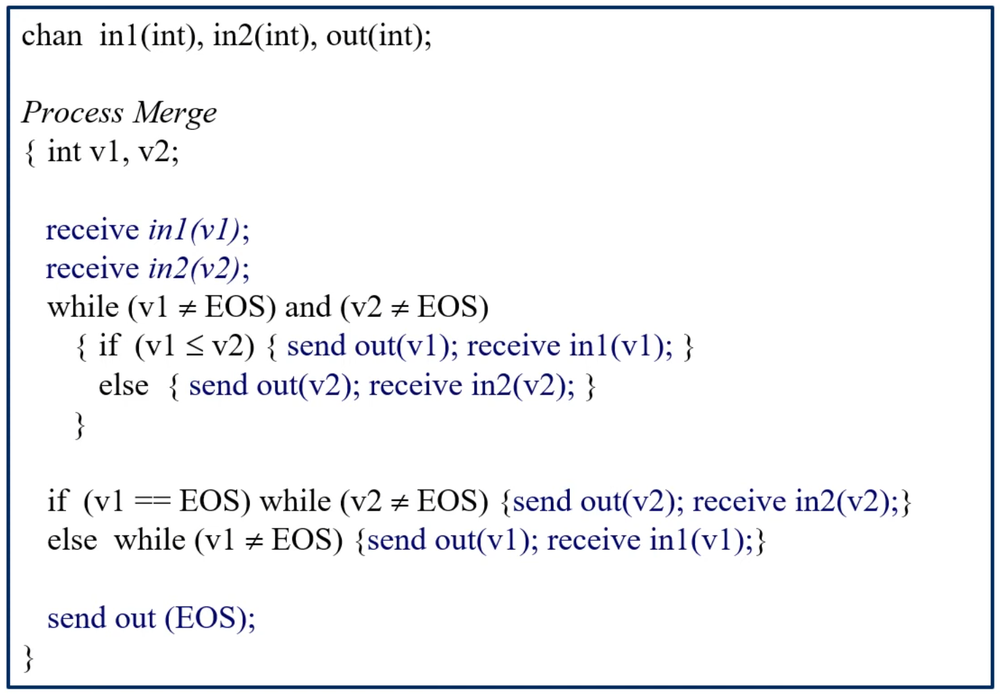 chan in1(int), in2(int), out(int);
Process Merge
{ int v1, v2;
receive in1(v1);
receive in2(v2);
while (v1 ≠ EOS) and (v2 ≠ EOS)
{ if (v1 ≤ v2) { send out(v1); receive in1(v1); }
else { send out(v2); receive in2(v2); }
}
if (v1 == EOS) while (v2 ≠ EOS) {send out(v2); receive in2(v2);}
else while (v1 ≠ EOS) {send out(v1); receive in1(v1);}
send out (EOS);
}